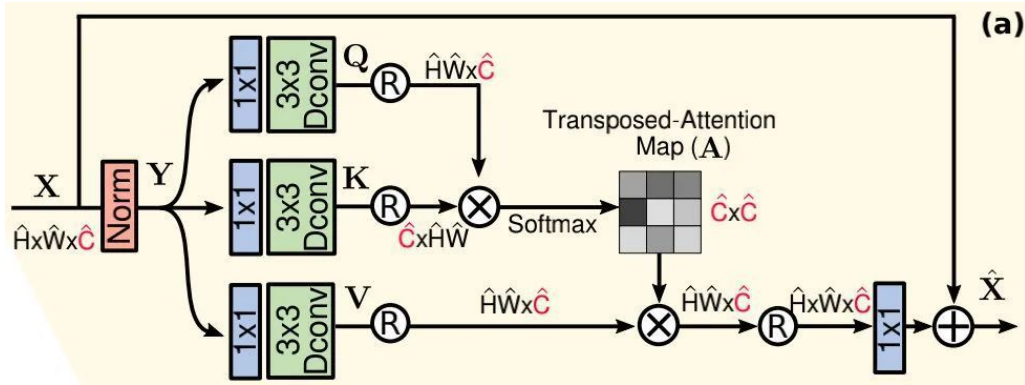 (a)
1x1
3x3
Dconv
Q
R
ĤŴxĈ
Transposed-Attention
Map (A)
X
Norm
Y
1x1
3x3
Dconv
K
R
ĈxĤŴ
Softmax
ĈxĈ
ĤxŴxĈ
1x1
3x3
Dconv
V
R
ĤŴxĈ
ĤŴxĈ
R
ĤxŴxĈ
1x1
X̂